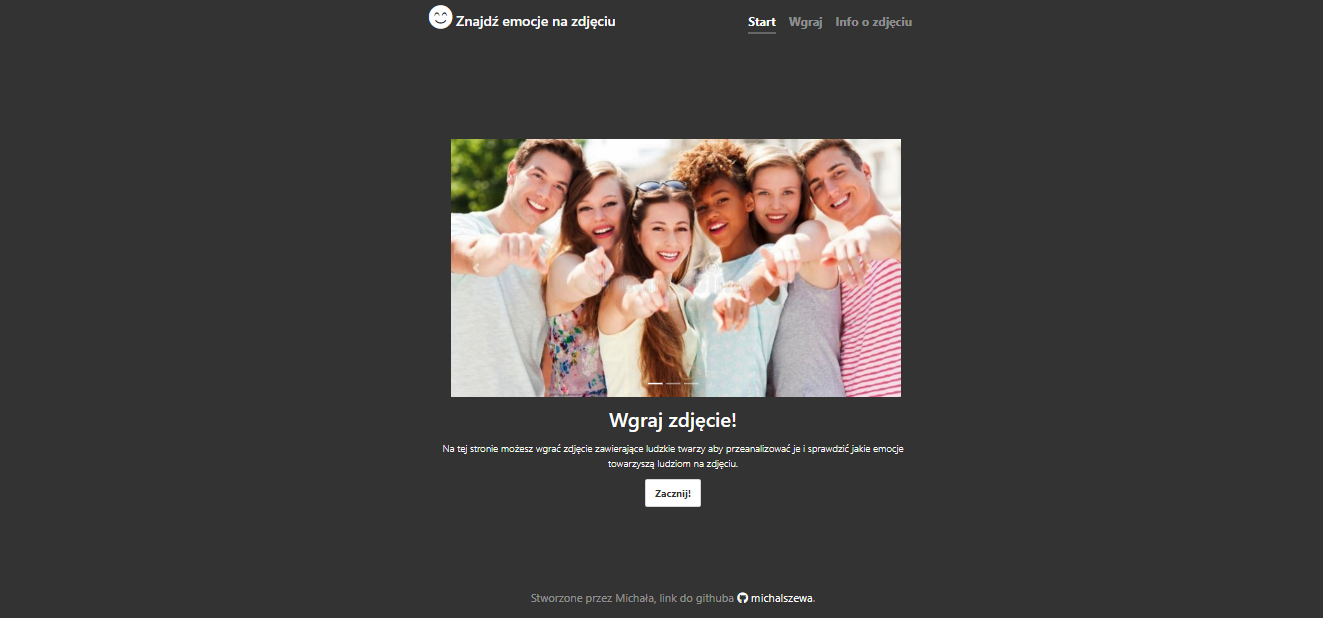 Znajdź emocje na zdjęciu
Start Wgraj Info o zdjęciu
Wgraj zdjęcie!
Na tej stronie możesz wgrać zdjęcie zawierające ludzkie twarzy aby przeanalizować je i sprawdzić jakie emocje
towarzyszą ludziom na zdjęciu.
Zacznij!
Stworzone przez Michała, link do githuba michalszewa.